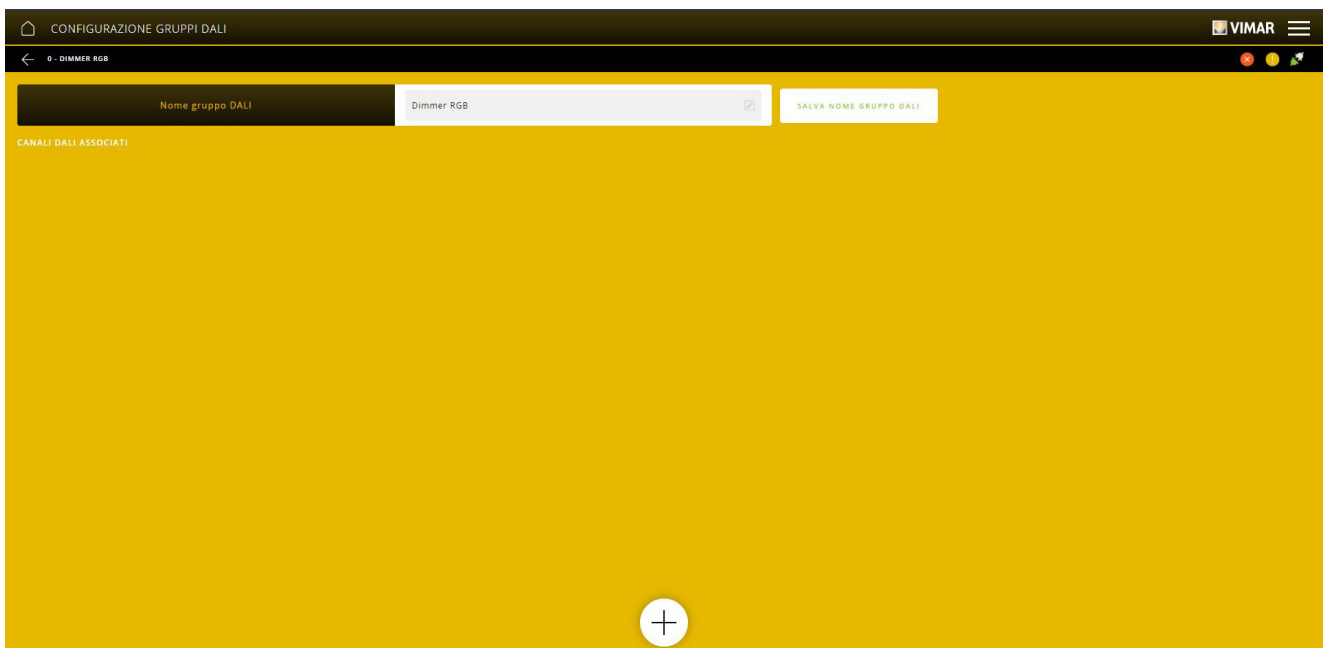 CONFIGURAZIONE GRUPPI DALI
VIMAR
0 - DIMMER RGB
Nome gruppo DALI
Dimmer RGB
SALVA NOME GRUPPO DALI
CANALI DALI ASSOCIATI